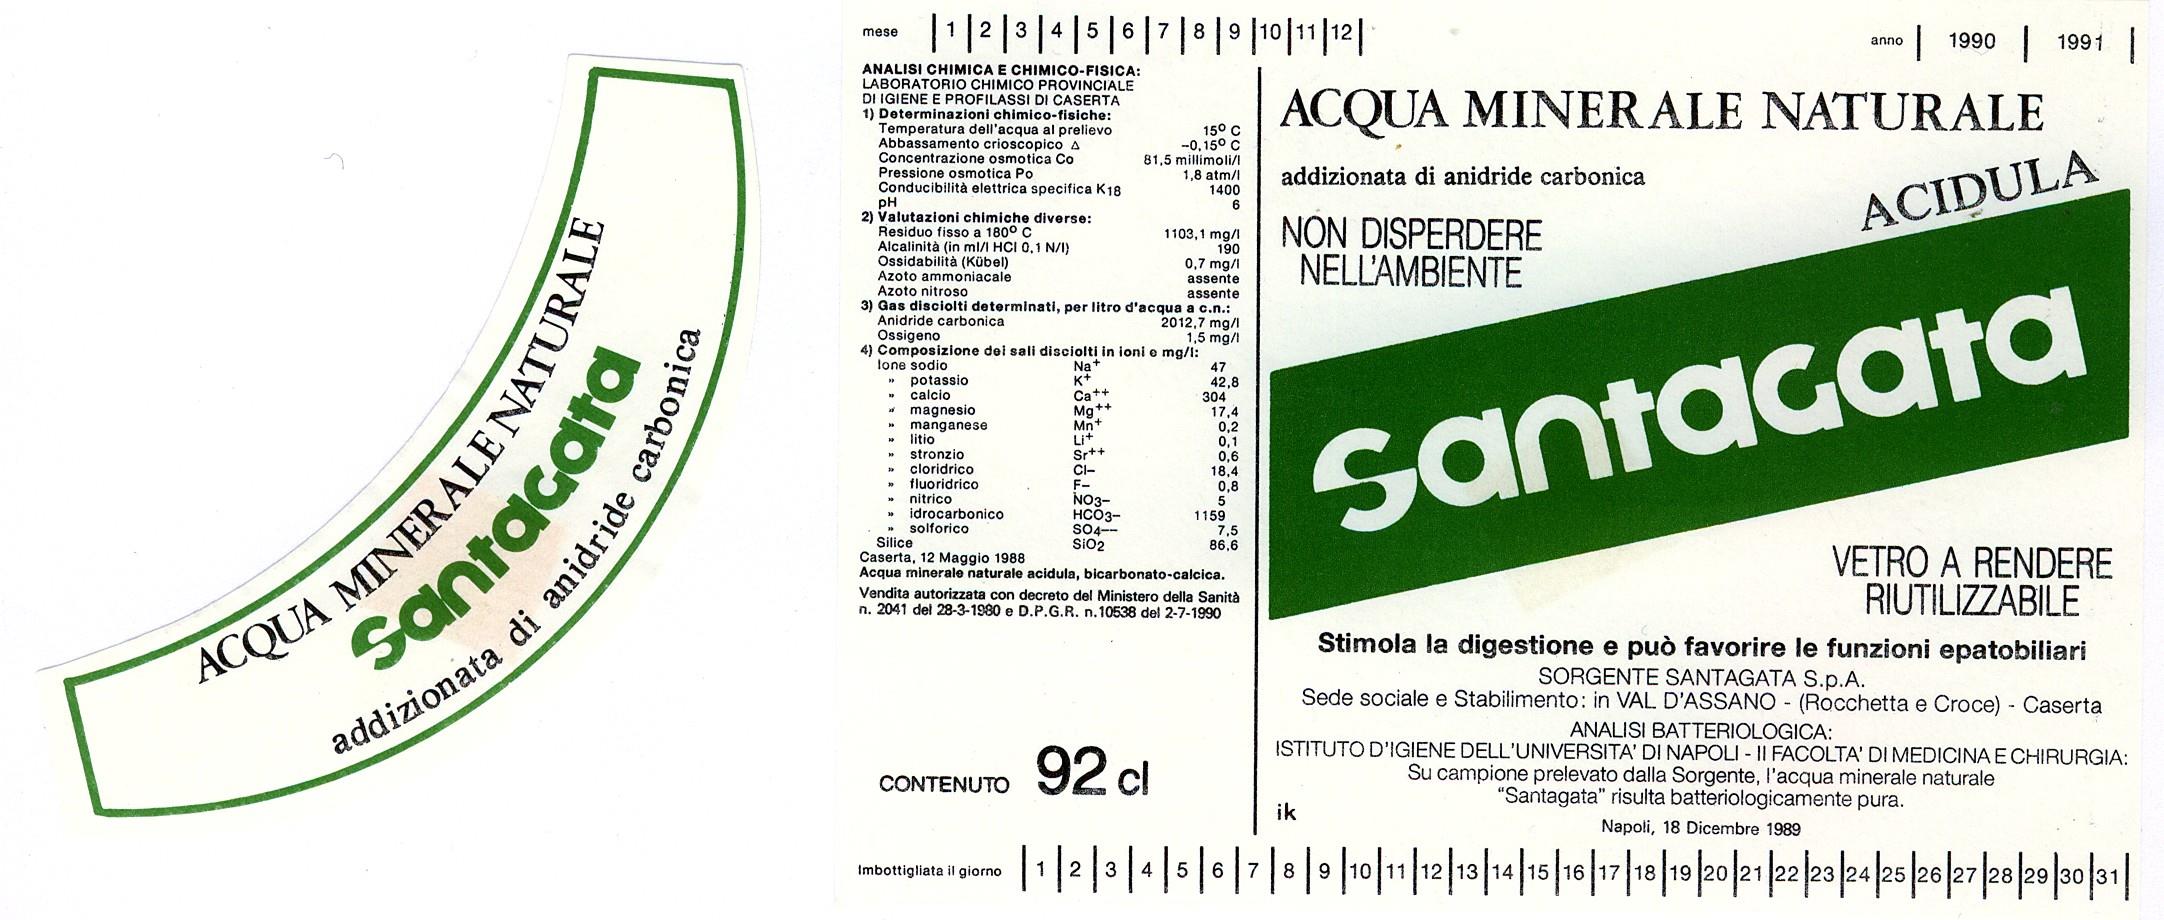 ACQUA MINERALE NATURALE
Santagata
addizionata di anidride carbonica
mese 1 2 3 4 5 6 7 8 9 10 11 12
anno 1990 1991
ANALISI CHIMICA E CHIMICO-FISICA:
LABORATORIO CHIMICO PROVINCIALE
DI IGIENE E PROFILASSI DI CASERTA
1) Determinazioni chimico-fisiche:
Temperatura dell'acqua al prelievo 15º C
Abbassamento crioscopico Δ -0,15º C
Concentrazione osmotica Co 81,5 millimoli/l
Pressione osmotica Po 1,8 atm/l
Conducibilità elettrica specifica K18 1400
pH 6
2) Valutazioni chimiche diverse:
Residuo fisso a 180º C 1103,1 mg/l
Alcalinità (in ml/l HCl 0,1 N/l) 190
Ossidabilità (Kübel) 0,7 mg/l
Azoto ammoniacale assente
Azoto nitroso assente
3) Gas disciolti determinati, per litro d'acqua a c.n.:
Anidride carbonica 2012,7 mg/l
Ossigeno 1,5 mg/l
4) Composizione dei sali disciolti in ioni e mg/l:
Ione sodio Na+ 47
» potassio K+ 42,8
» calcio Ca++ 304
» magnesio Mg++ 17,4
» manganese Mn+ 0,2
» litio Li+ 0,1
» stronzio Sr++ 0,6
» cloridrico Cl– 18,4
» fluoridrico F– 0,8
» nitrico NO3– 5
» idrocarbonico HCO3– 1159
» solforico SO4–– 7,5
Silice SiO2 86,6
Caserta, 12 Maggio 1988
Acqua minerale naturale acidula, bicarbonato-calcica.
Vendita autorizzata con decreto del Ministero della Sanità
n. 2041 del 28-3-1980 e D.P.G.R. n. 10538 del 2-7-1990
CONTENUTO 92 cl
ACQUA MINERALE NATURALE
addizionata di anidride carbonica
ACIDULA
NON DISPERDERE
NELL'AMBIENTE
Santagata
VETRO A RENDERE
RIUTILIZZABILE
Stimola la digestione e può favorire le funzioni epatobiliari
SORGENTE SANTAGATA S.p.A.
Sede sociale e Stabilimento: in VAL D'ASSANO - (Rocchetta e Croce) - Caserta
ANALISI BATTERIOLOGICA:
ISTITUTO D'IGIENE DELL'UNIVERSITA' DI NAPOLI - II FACOLTA' DI MEDICINA E CHIRURGIA:
Su campione prelevato dalla Sorgente, l'acqua minerale naturale
"Santagata" risulta batteriologicamente pura.
ik
Napoli, 18 Dicembre 1989
Imbottigliata il giorno 1 2 3 4 5 6 7 8 9 10 11 12 13 14 15 16 17 18 19 20 21 22 23 24 25 26 27 28 29 30 31